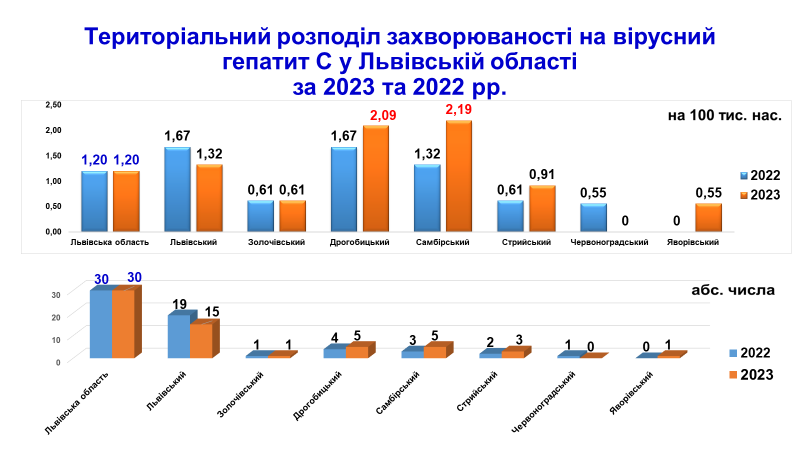 Територіальний розподіл захворюваності на вірусний
гепатит С у Львівській області
за 2023 та 2022 рр.
на 100 тис. нас.
2,50
2,00
1,50
1,00
0,50
0,00
1,20 1,20
1,67 1,32
0,61 0,61
1,67 2,09
1,32 2,19
0,61 0,91
0,55 0
0 0,55
Львівська область Львівський Золочівський Дрогобицький Самбірський Стрийський Червоноградський Яворівський
2022
2023
абс. числа
30
20
10
0
30 30
19 15
1 1
4 5
3 5
2 3
1 0
0 1
Львівська область
Львівський
Золочівський
Дрогобицький
Самбірський
Стрийський
Червоноградський
Яворівський
2022
2023